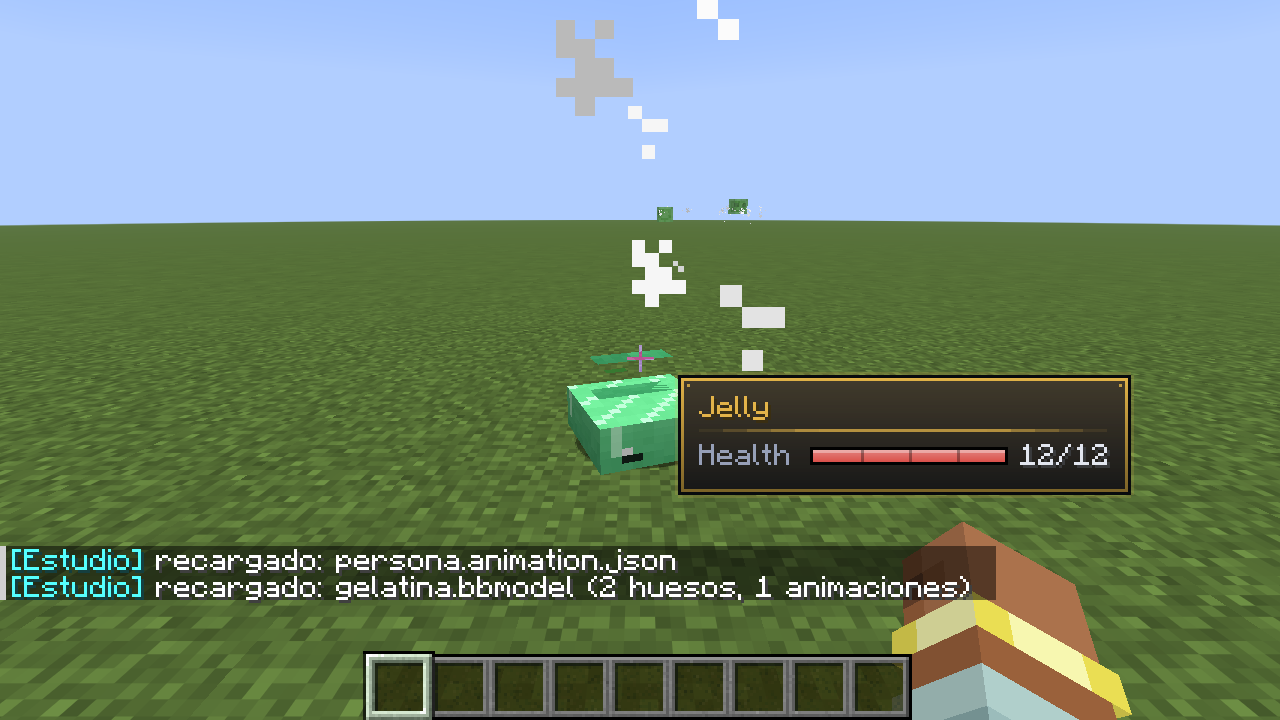 Jelly
Health 12/12
[Estudio] recargado: persona.animation.json
[Estudio] recargado: gelatina.bbmodel (2 huesos, 1 animaciones)